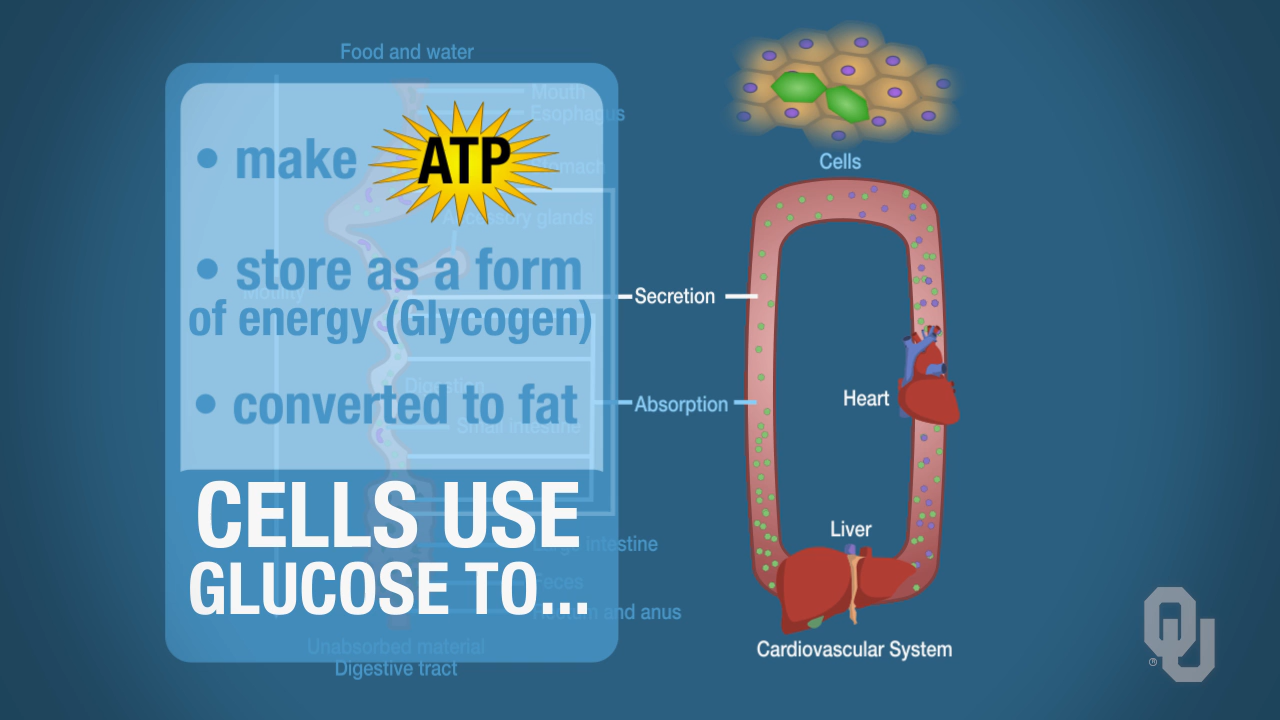 Food and water
Mouth
Esophagus
• make ATP
Stomach
Accessory glands
• store as a form
Motility
of energy (Glycogen)
Digestion
• converted to fat
Small intestine
CELLS USE
GLUCOSE TO...
Large intestine
Feces
Rectum and anus
Unabsorbed material
Digestive tract
Cells
Secretion
Absorption
Heart
Liver
Cardiovascular System
OU
®